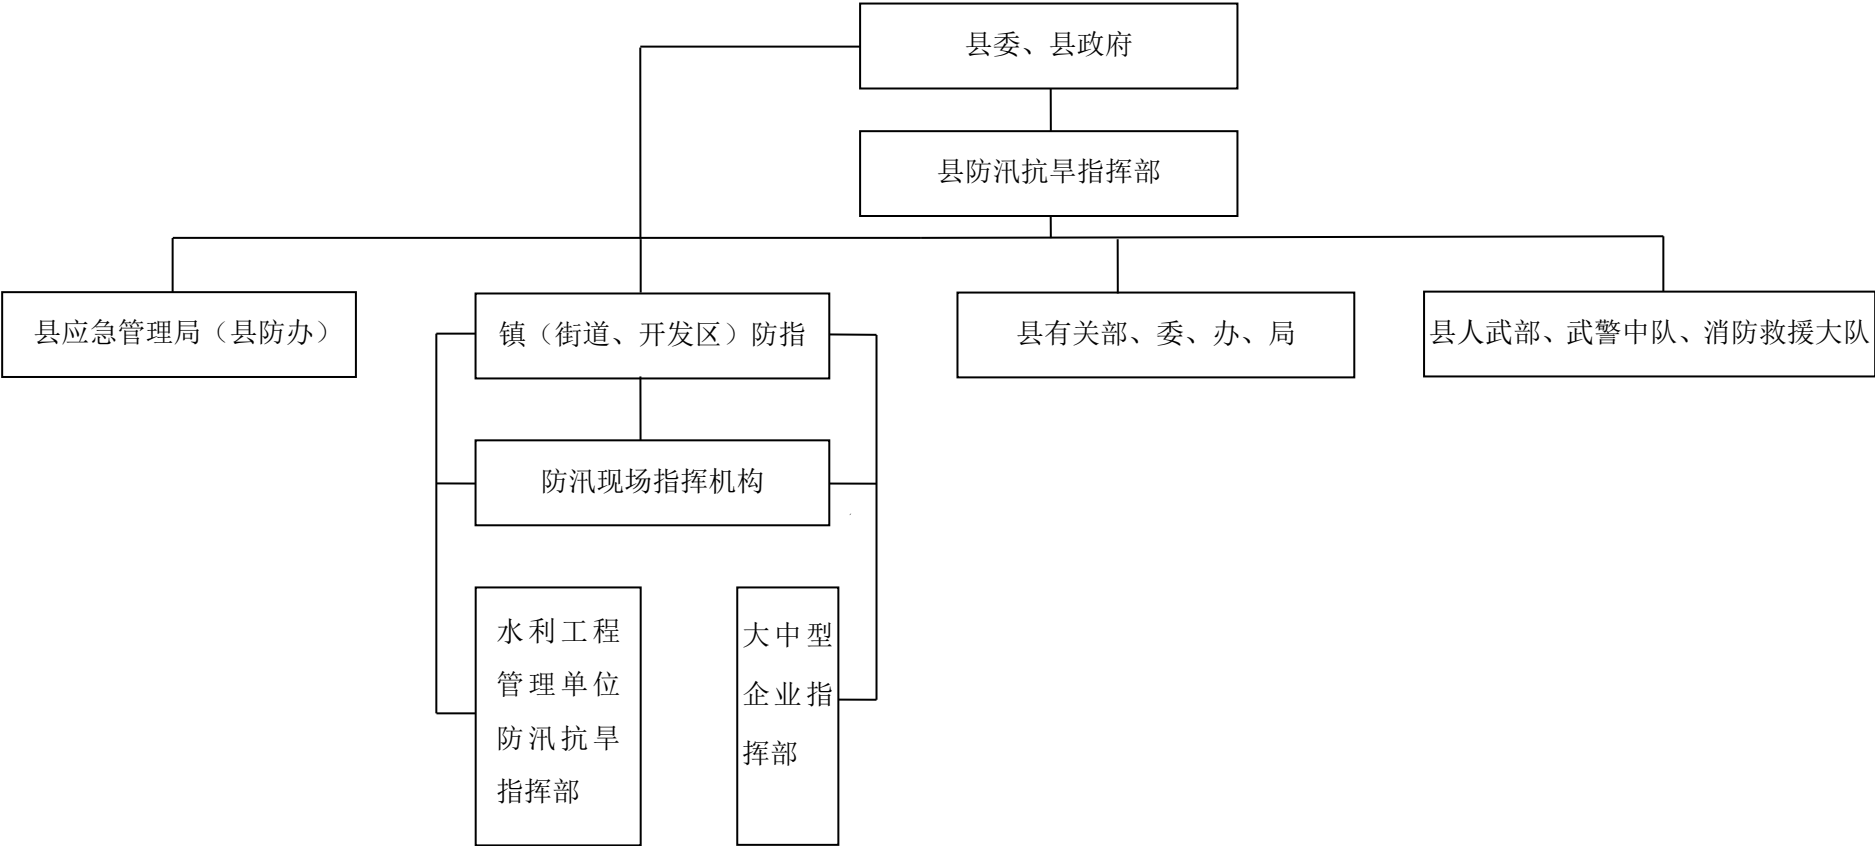 县委、县政府
县防汛抗旱指挥部
县应急管理局（县防办）
镇（街道、开发区）防指
县有关部、委、办、局
县人武部、武警中队、消防救援大队
防汛现场指挥机构
水利工程
管理单位
防汛抗旱
指挥部
大中型
企业指
挥部